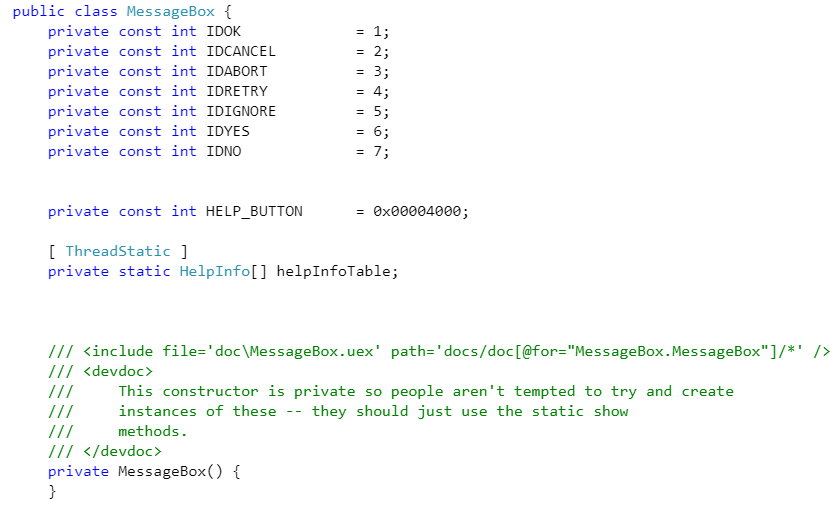 public class MessageBox {
    private const int IDOK             = 1;
    private const int IDCANCEL         = 2;
    private const int IDABORT          = 3;
    private const int IDRETRY          = 4;
    private const int IDIGNORE         = 5;
    private const int IDYES            = 6;
    private const int IDNO             = 7;
    private const int HELP_BUTTON      = 0x00004000;
    [ ThreadStatic ]
    private static HelpInfo[] helpInfoTable;
    /// <include file='doc\MessageBox.uex' path='docs/doc[@for="MessageBox.MessageBox"]/*' />
    /// <devdoc>
    ///     This constructor is private so people aren't tempted to try and create
    ///     instances of these -- they should just use the static show
    ///     methods.
    /// </devdoc>
    private MessageBox() {
    }